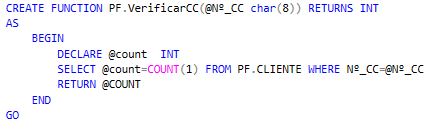 CREATE FUNCTION PF.VerificarCC(@Nº_CC char(8)) RETURNS INT
AS
BEGIN
DECLARE @count INT
SELECT @count=COUNT(1) FROM PF.CLIENTE WHERE Nº_CC=@Nº_CC
RETURN @COUNT
END
GO